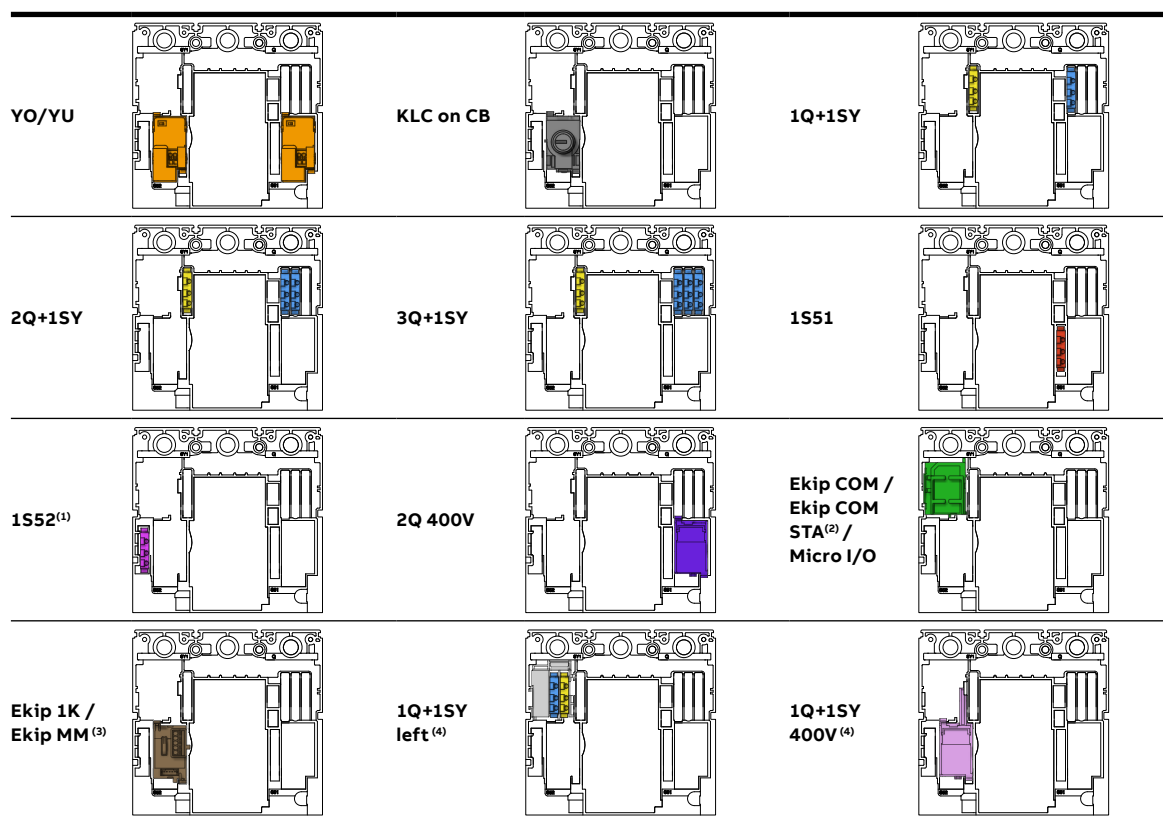 YO/YU
KLC on CB
1Q+1SY
2Q+1SY
3Q+1SY
1S51
1S52(1)
2Q 400V
Ekip COM /
Ekip COM
STA(2) /
Micro I/O
Ekip 1K /
Ekip MM (3)
1Q+1SY
left (4)
1Q+1SY
400V (4)